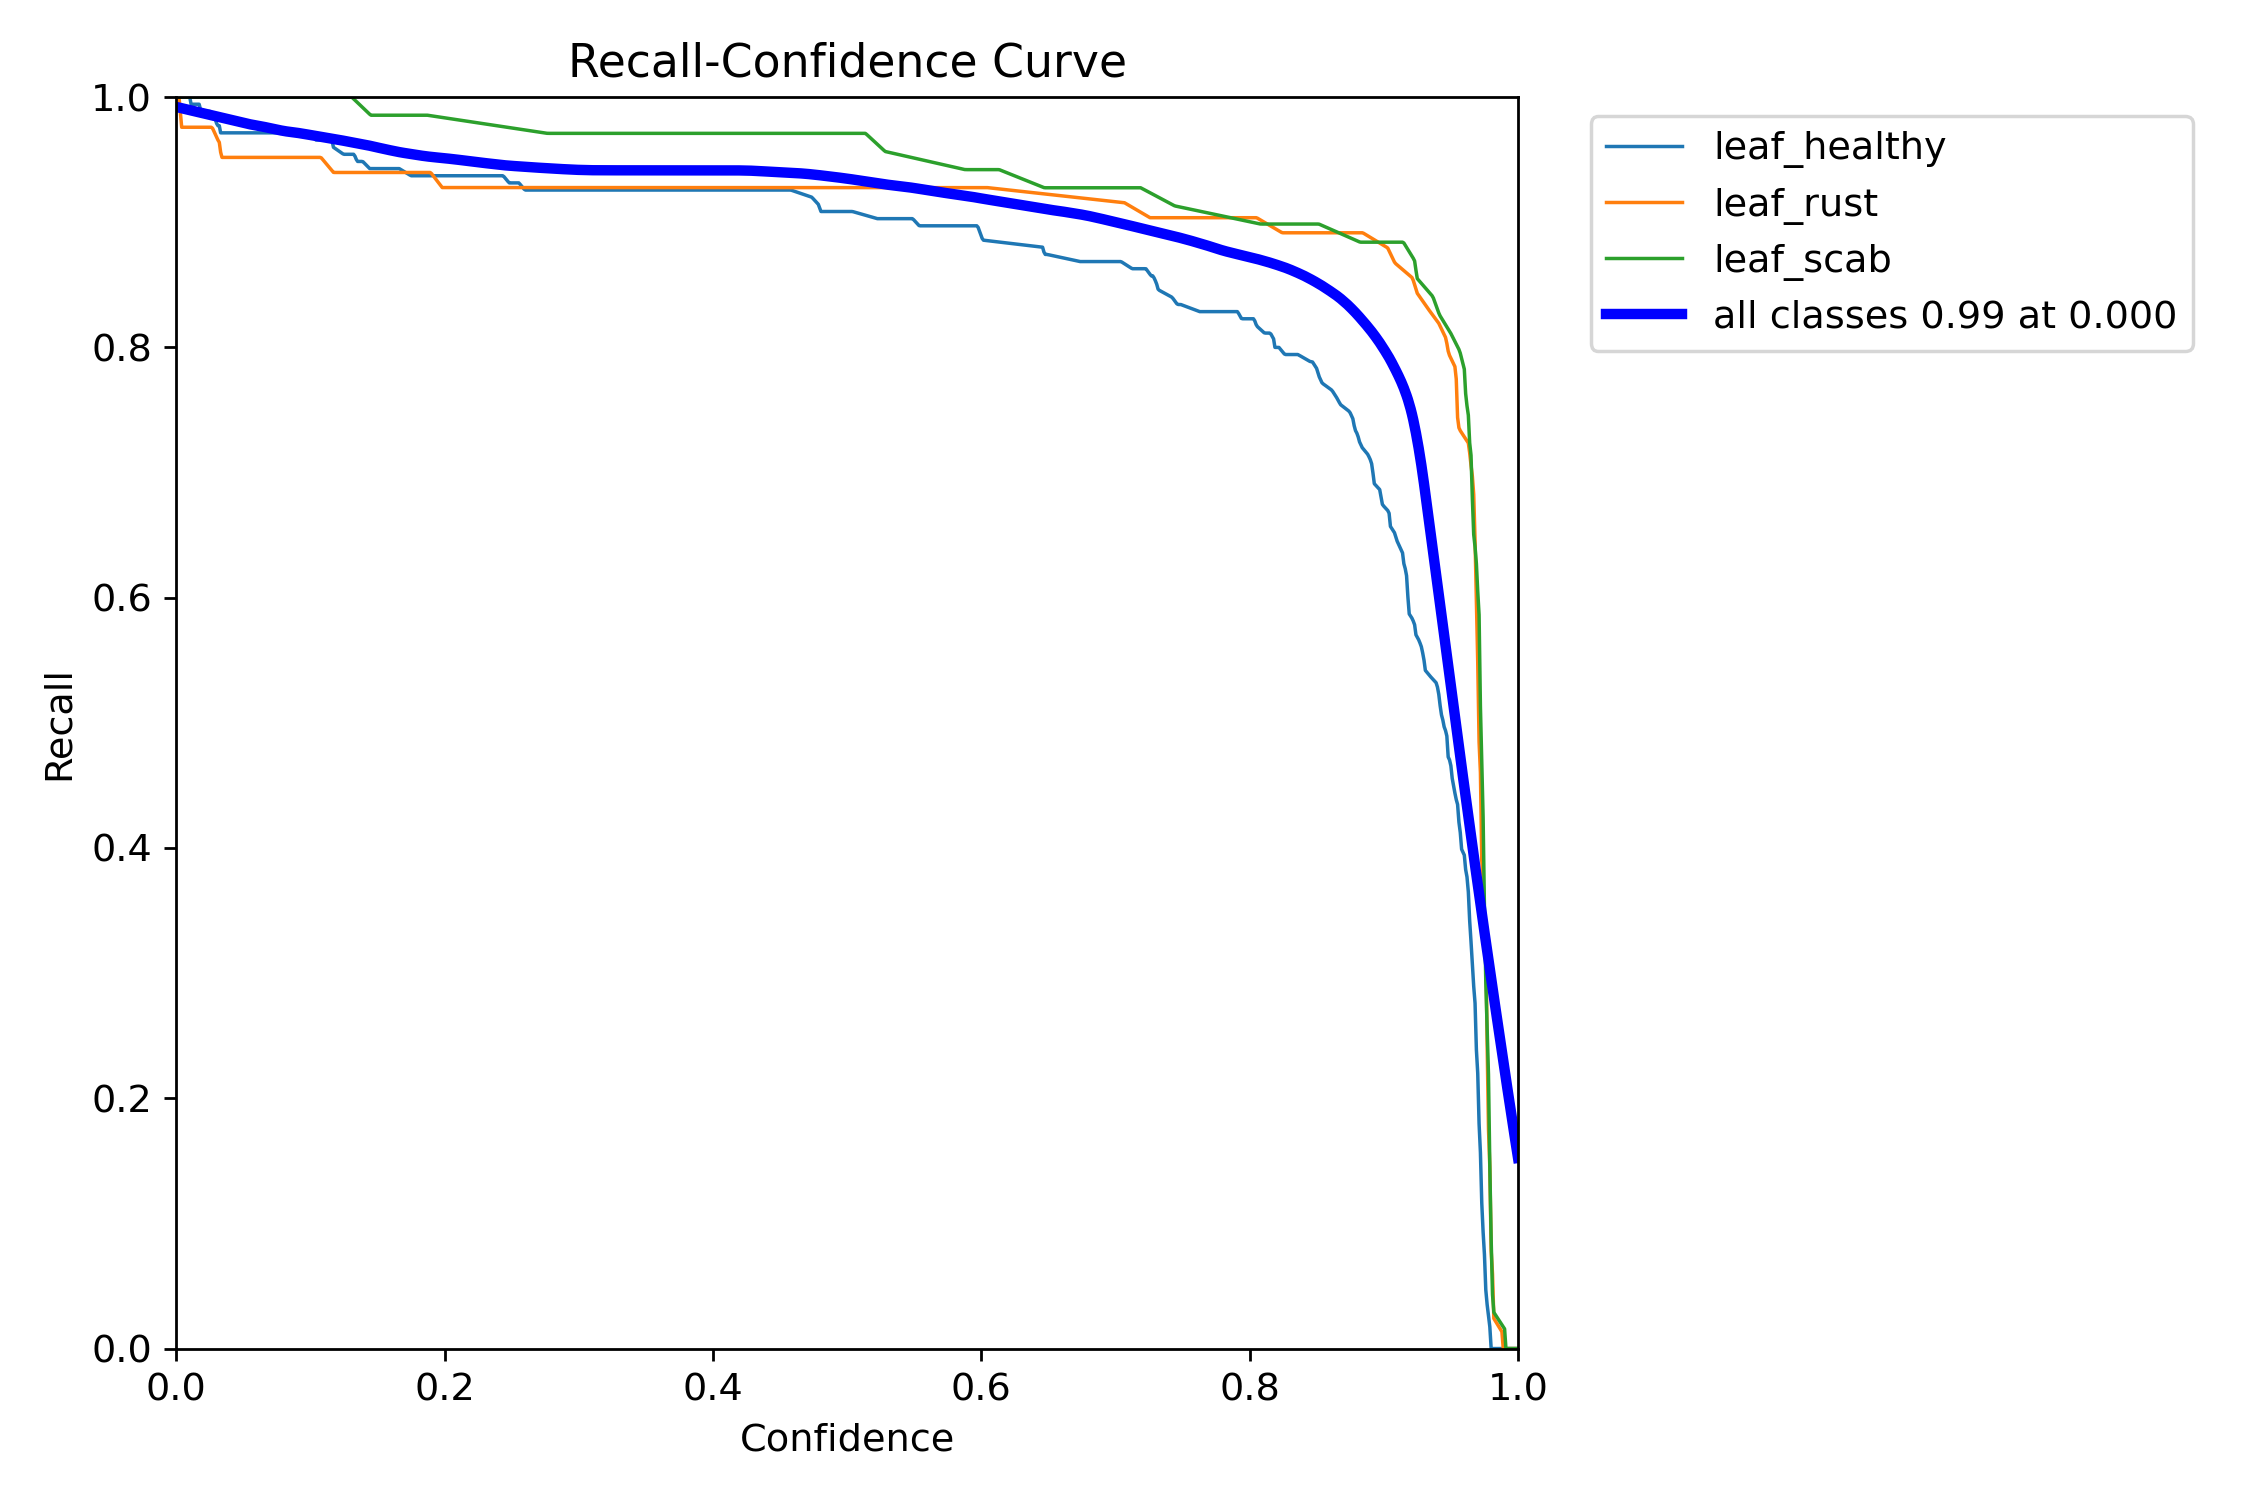 Recall-Confidence Curve
1.0
0.8
0.6
0.4
0.2
0.0
Recall
0.0 0.2 0.4 0.6 0.8 1.0
Confidence
leaf_healthy
leaf_rust
leaf_scab
all classes 0.99 at 0.000